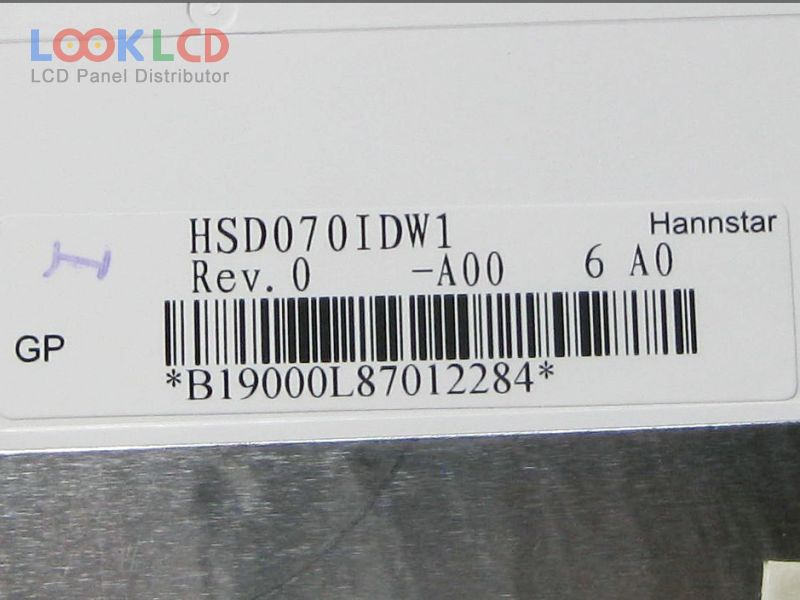 LOOKLCD
LCD Panel Distributor
HSD070IDW1
Hannstar
Rev. 0 -A00 6 A0
GP
*B19000L87012284*